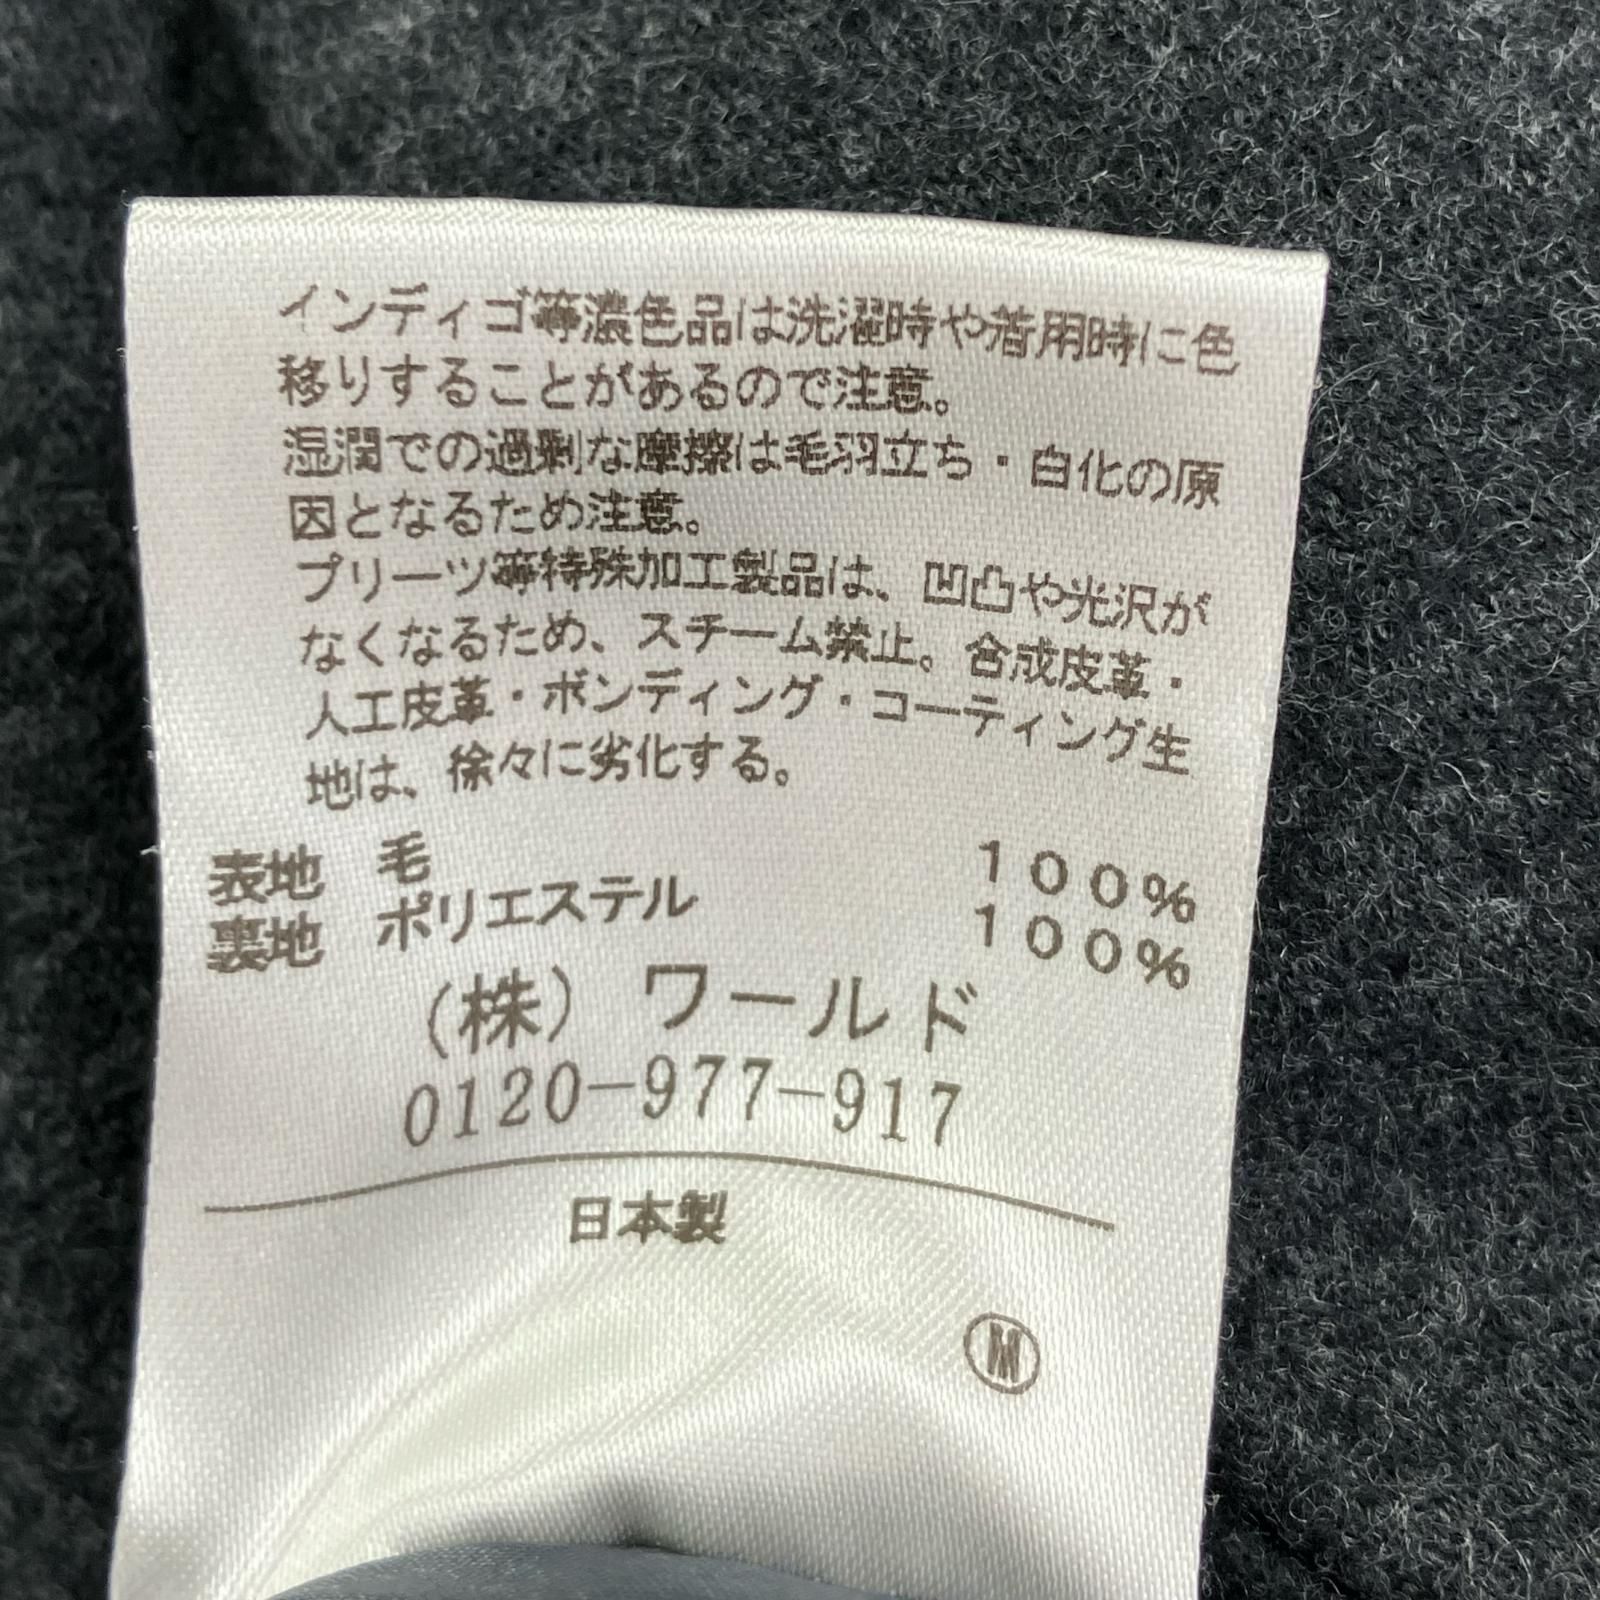 インディゴ等濃色品は洗濯時や着用時に色
移りすることがあるので注意。
湿潤での過剰な摩擦は毛羽立ち・白化の原
因となるため注意。
プリーツ等特殊加工製品は、凹凸や光沢が
なくなるため、スチーム禁止。合成皮革・
人工皮革・ボンディング・コーティング生
地は、徐々に劣化する。
表地 毛 100%
裏地 ポリエステル 100%
(株) ワールド
0120-977-917
日本製
M